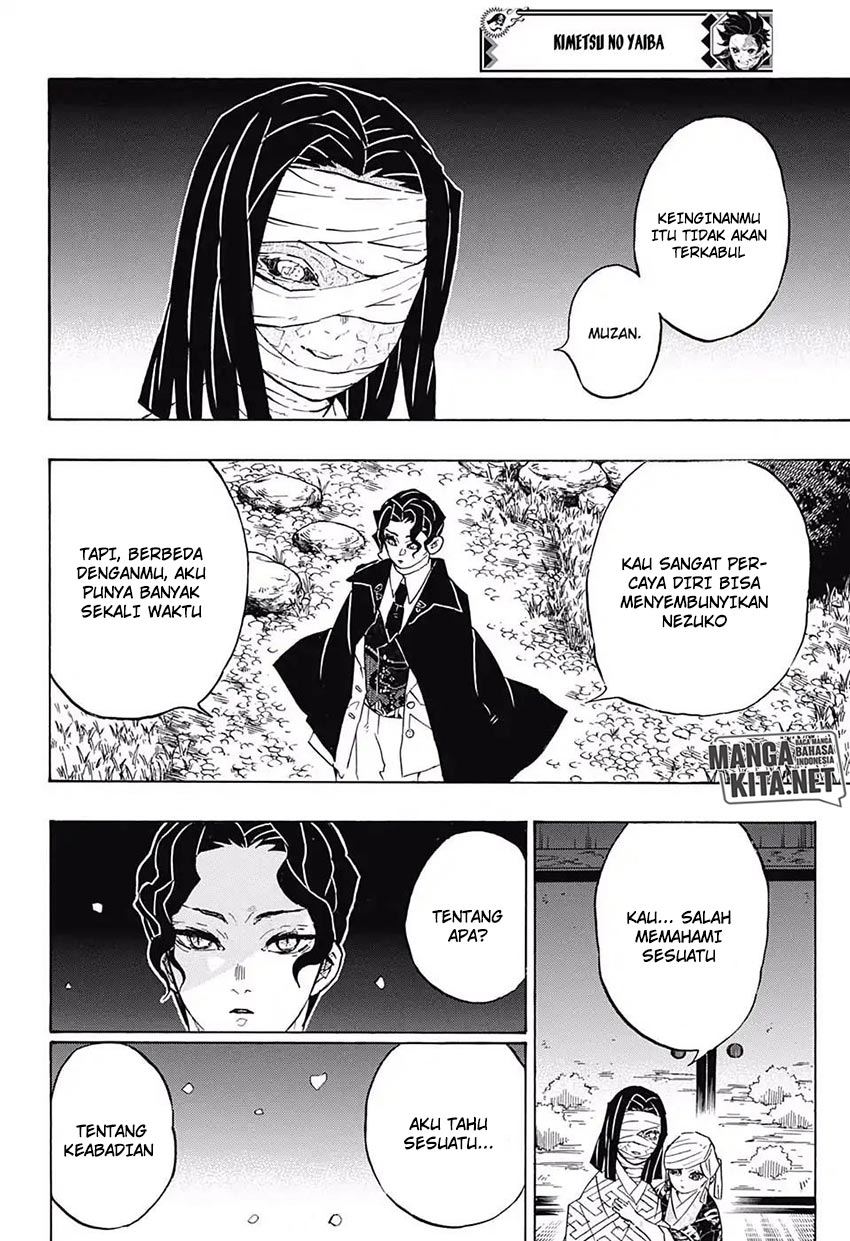 KIMETSU NO YAIBA
KEINGINANMU
ITU TIDAK AKAN
TERKABUL
MUZAN.
KAU SANGAT PER-
CAYA DIRI BISA
MENYEMBUNYIKAN
NEZUKO
TAPI, BERBEDA
DENGANMU, AKU
PUNYA BANYAK
SEKALI WAKTU
MANGA
KITA.NET
BACA MANGA
BAHASA
INDONESIA
KAU... SALAH
MEMAHAMI
SESUATU
TENTANG
APA?
AKU TAHU
SESUATU...
TENTANG
KEABADIAN